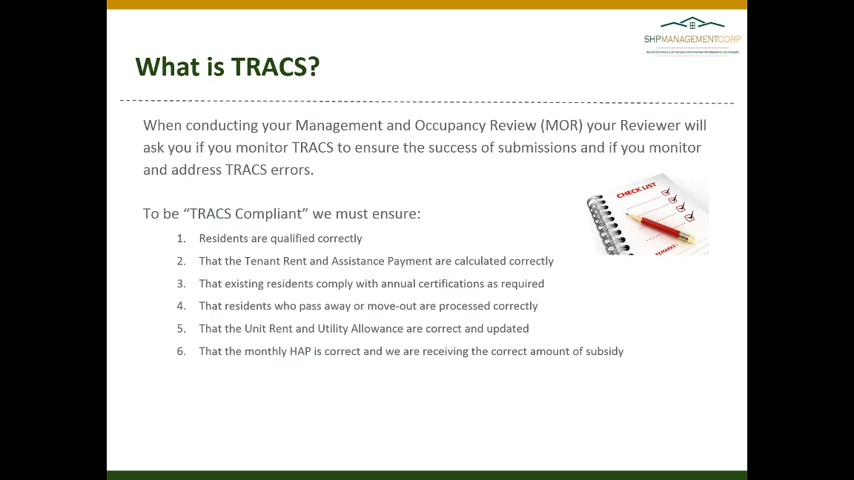 SHPMANAGEMENTCORP
What is TRACS?
When conducting your Management and Occupancy Review (MOR) your Reviewer will
ask you if you monitor TRACS to ensure the success of submissions and if you monitor
and address TRACS errors.
CHECK LIST
To be “TRACS Compliant” we must ensure:
1. Residents are qualified correctly
2. That the Tenant Rent and Assistance Payment are calculated correctly
REMARKS:
3. That existing residents comply with annual certifications as required
4. That residents who pass away or move-out are processed correctly
5. That the Unit Rent and Utility Allowance are correct and updated
6. That the monthly HAP is correct and we are receiving the correct amount of subsidy